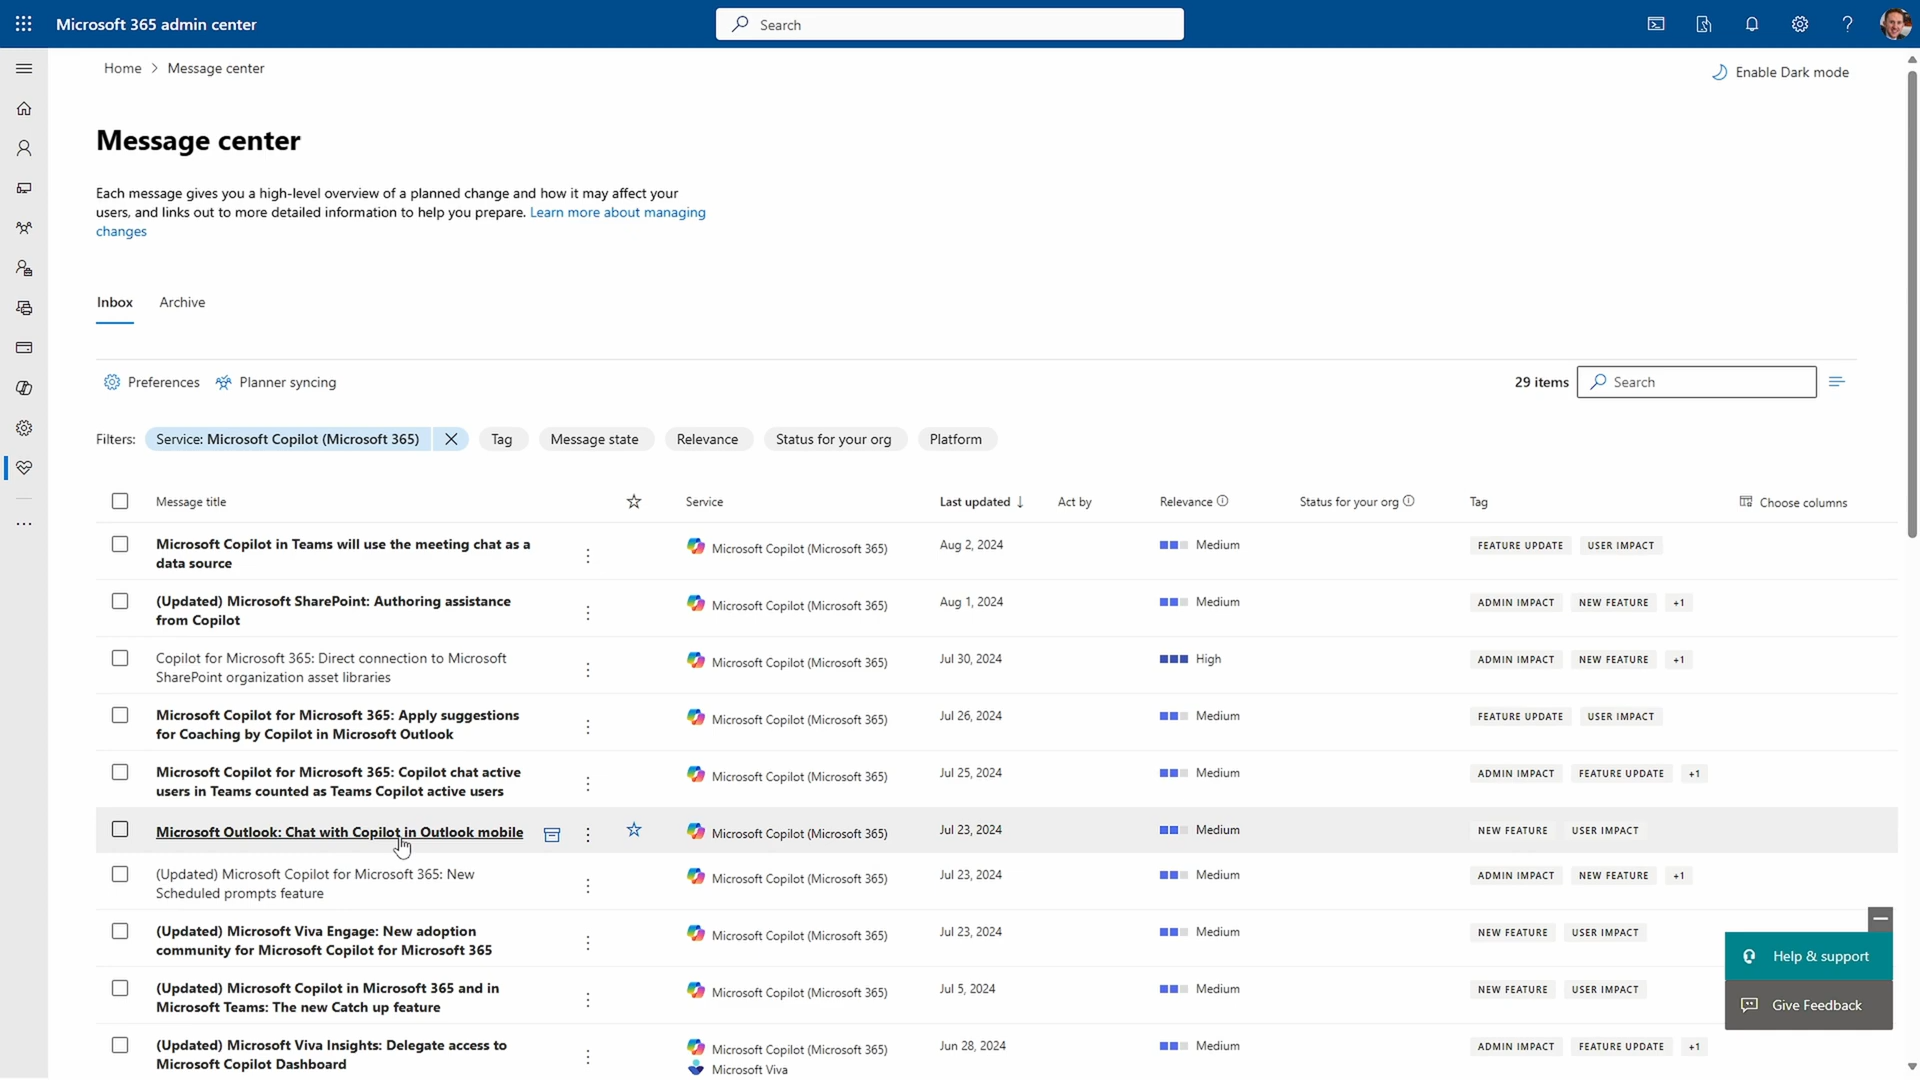 Microsoft 365 admin center
Search
Home > Message center
Enable Dark mode
Message center
Each message gives you a high-level overview of a planned change and how it may affect your
users, and links out to more detailed information to help you prepare. Learn more about managing
changes
Inbox
Archive
Preferences
Planner syncing
29 items
Search
Filters:
Service: Microsoft Copilot (Microsoft 365)
Tag
Message state
Relevance
Status for your org
Platform
Message title
Service
Last updated ↓
Act by
Relevance
Status for your org
Tag
Choose columns
Microsoft Copilot in Teams will use the meeting chat as a
data source
Microsoft Copilot (Microsoft 365)
Aug 2, 2024
Medium
FEATURE UPDATE
USER IMPACT
(Updated) Microsoft SharePoint: Authoring assistance
from Copilot
Microsoft Copilot (Microsoft 365)
Aug 1, 2024
Medium
ADMIN IMPACT
NEW FEATURE
+1
Copilot for Microsoft 365: Direct connection to Microsoft
SharePoint organization asset libraries
Microsoft Copilot (Microsoft 365)
Jul 30, 2024
High
ADMIN IMPACT
NEW FEATURE
+1
Microsoft Copilot for Microsoft 365: Apply suggestions
for Coaching by Copilot in Microsoft Outlook
Microsoft Copilot (Microsoft 365)
Jul 26, 2024
Medium
FEATURE UPDATE
USER IMPACT
Microsoft Copilot for Microsoft 365: Copilot chat active
users in Teams counted as Teams Copilot active users
Microsoft Copilot (Microsoft 365)
Jul 25, 2024
Medium
ADMIN IMPACT
FEATURE UPDATE
+1
Microsoft Outlook: Chat with Copilot in Outlook mobile
Microsoft Copilot (Microsoft 365)
Jul 23, 2024
Medium
NEW FEATURE
USER IMPACT
(Updated) Microsoft Copilot for Microsoft 365: New
Scheduled prompts feature
Microsoft Copilot (Microsoft 365)
Jul 23, 2024
Medium
ADMIN IMPACT
NEW FEATURE
+1
(Updated) Microsoft Viva Engage: New adoption
community for Microsoft Copilot for Microsoft 365
Microsoft Copilot (Microsoft 365)
Jul 23, 2024
Medium
NEW FEATURE
USER IMPACT
(Updated) Microsoft Copilot in Microsoft 365 and in
Microsoft Teams: The new Catch up feature
Microsoft Copilot (Microsoft 365)
Jul 5, 2024
Medium
NEW FEATURE
USER IMPACT
(Updated) Microsoft Viva Insights: Delegate access to
Microsoft Copilot Dashboard
Microsoft Copilot (Microsoft 365)
Microsoft Viva
Jun 28, 2024
Medium
ADMIN IMPACT
FEATURE UPDATE
+1
Help & support
Give Feedback